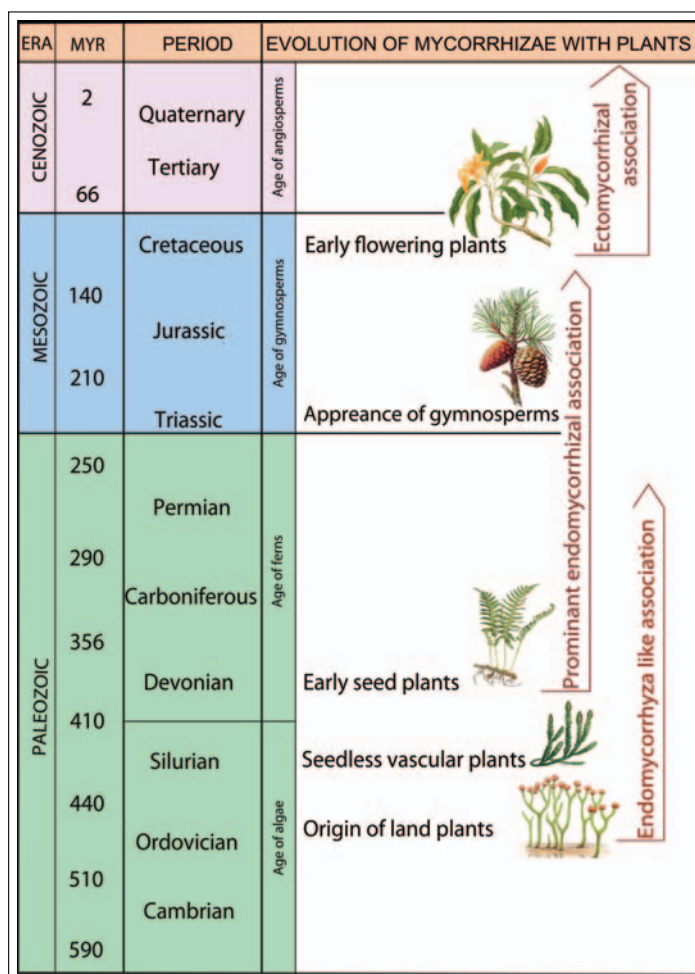 ERA MYR PERIOD EVOLUTION OF MYCORRHIZAE WITH PLANTS
CENOZOIC
2
Quaternary
Tertiary
66
Age of angiosperms
Ectomycorrhizal
association
MESOZOIC
Cretaceous
Early flowering plants
140
Jurassic
210
Triassic
Age of gymnosperms
Appreance of gymnosperms
Prominant endomycorrhizal association
PALEOZOIC
250
Permian
290
Carboniferous
356
Devonian
Age of ferns
Early seed plants
Endomycorrhyza like association
410
Silurian
Seedless vascular plants
440
Ordovician
Origin of land plants
510
Cambrian
590
Age of algae